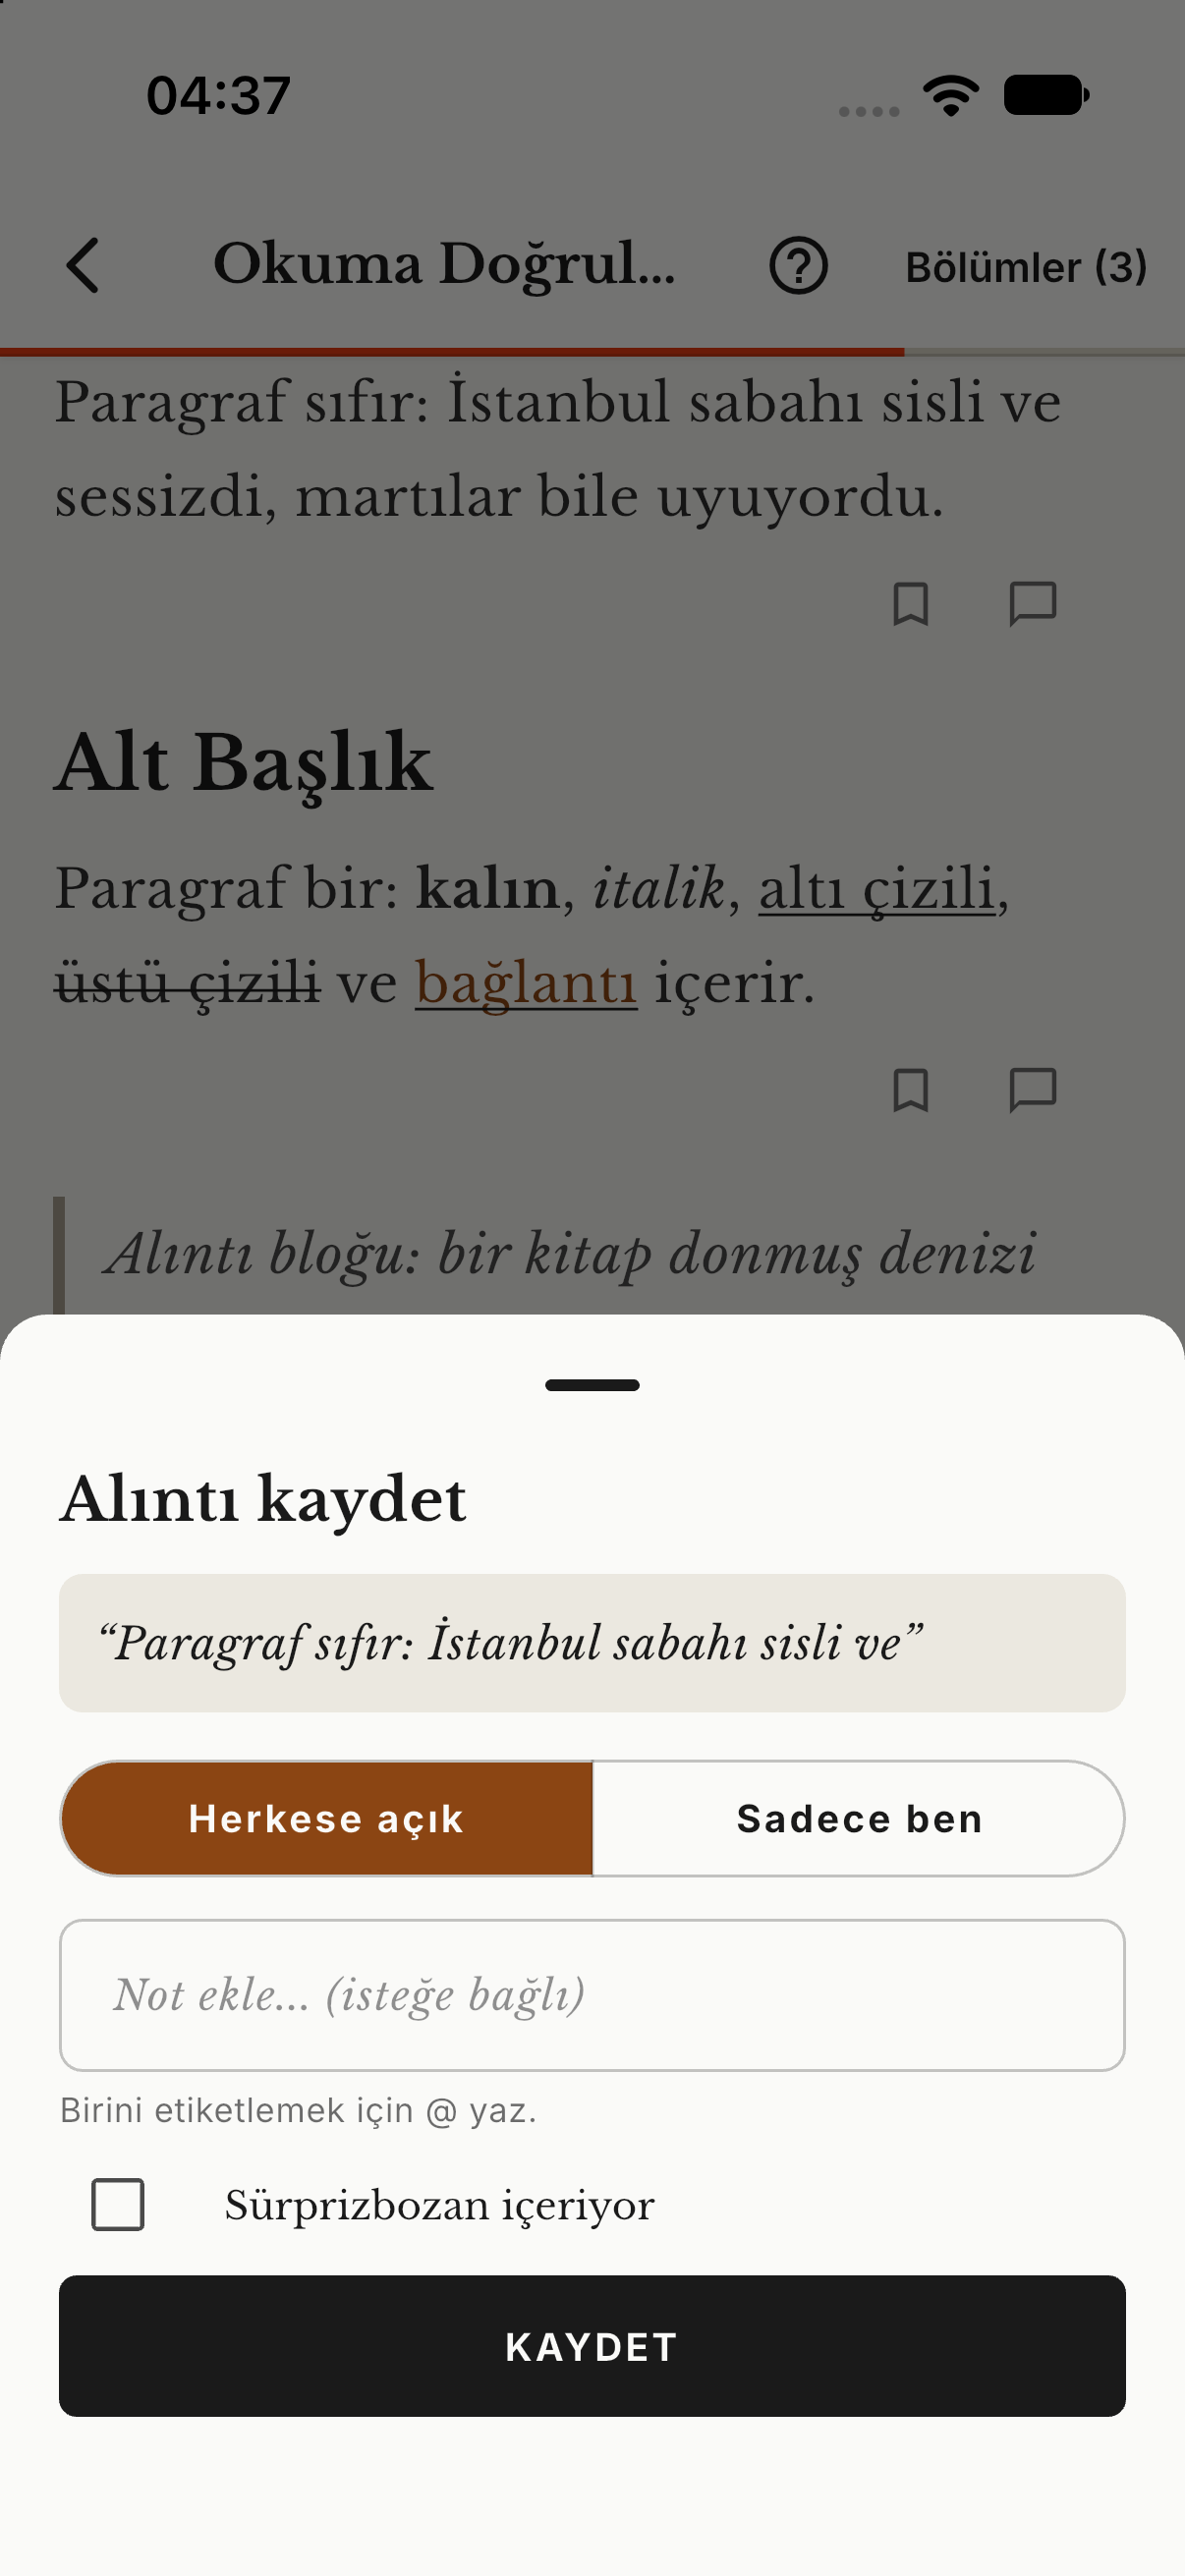 04:37
Okuma Doğrul...
Bölümler (3)
Paragraf sıfır: İstanbul sabahı sisli ve
sessizdi, martılar bile uyuyordu.
Alt Başlık
Paragraf bir: kalın, italik, altı çizili,
üstü çizili ve bağlantı içerir.
Alıntı bloğu: bir kitap donmuş denizi
Alıntı kaydet
“Paragraf sıfır: İstanbul sabahı sisli ve”
Herkese açık
Sadece ben
Not ekle... (isteğe bağlı)
Birini etiketlemek için @ yaz.
Sürprizbozan içeriyor
KAYDET